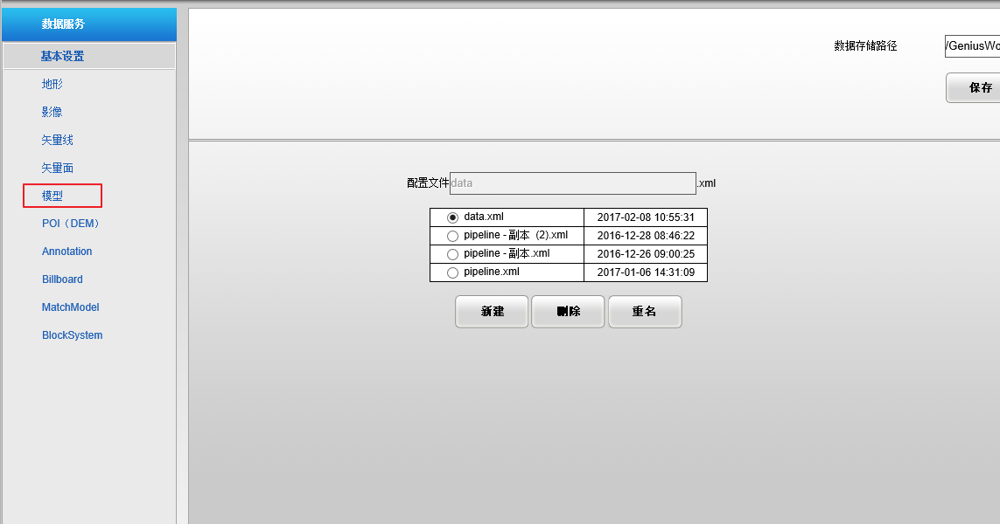 数据服务
基本设置
地形
影像
矢量线
矢量面
模型
POI（DEM）
Annotation
Billboard
MatchModel
BlockSystem
数据存储路径 /GeniusWo
保存
配置文件 data .xml
data.xml 2017-02-08 10:55:31
pipeline - 副本 (2).xml 2016-12-28 08:46:22
pipeline - 副本.xml 2016-12-26 09:00:25
pipeline.xml 2017-01-06 14:31:09
新建 删除 重名